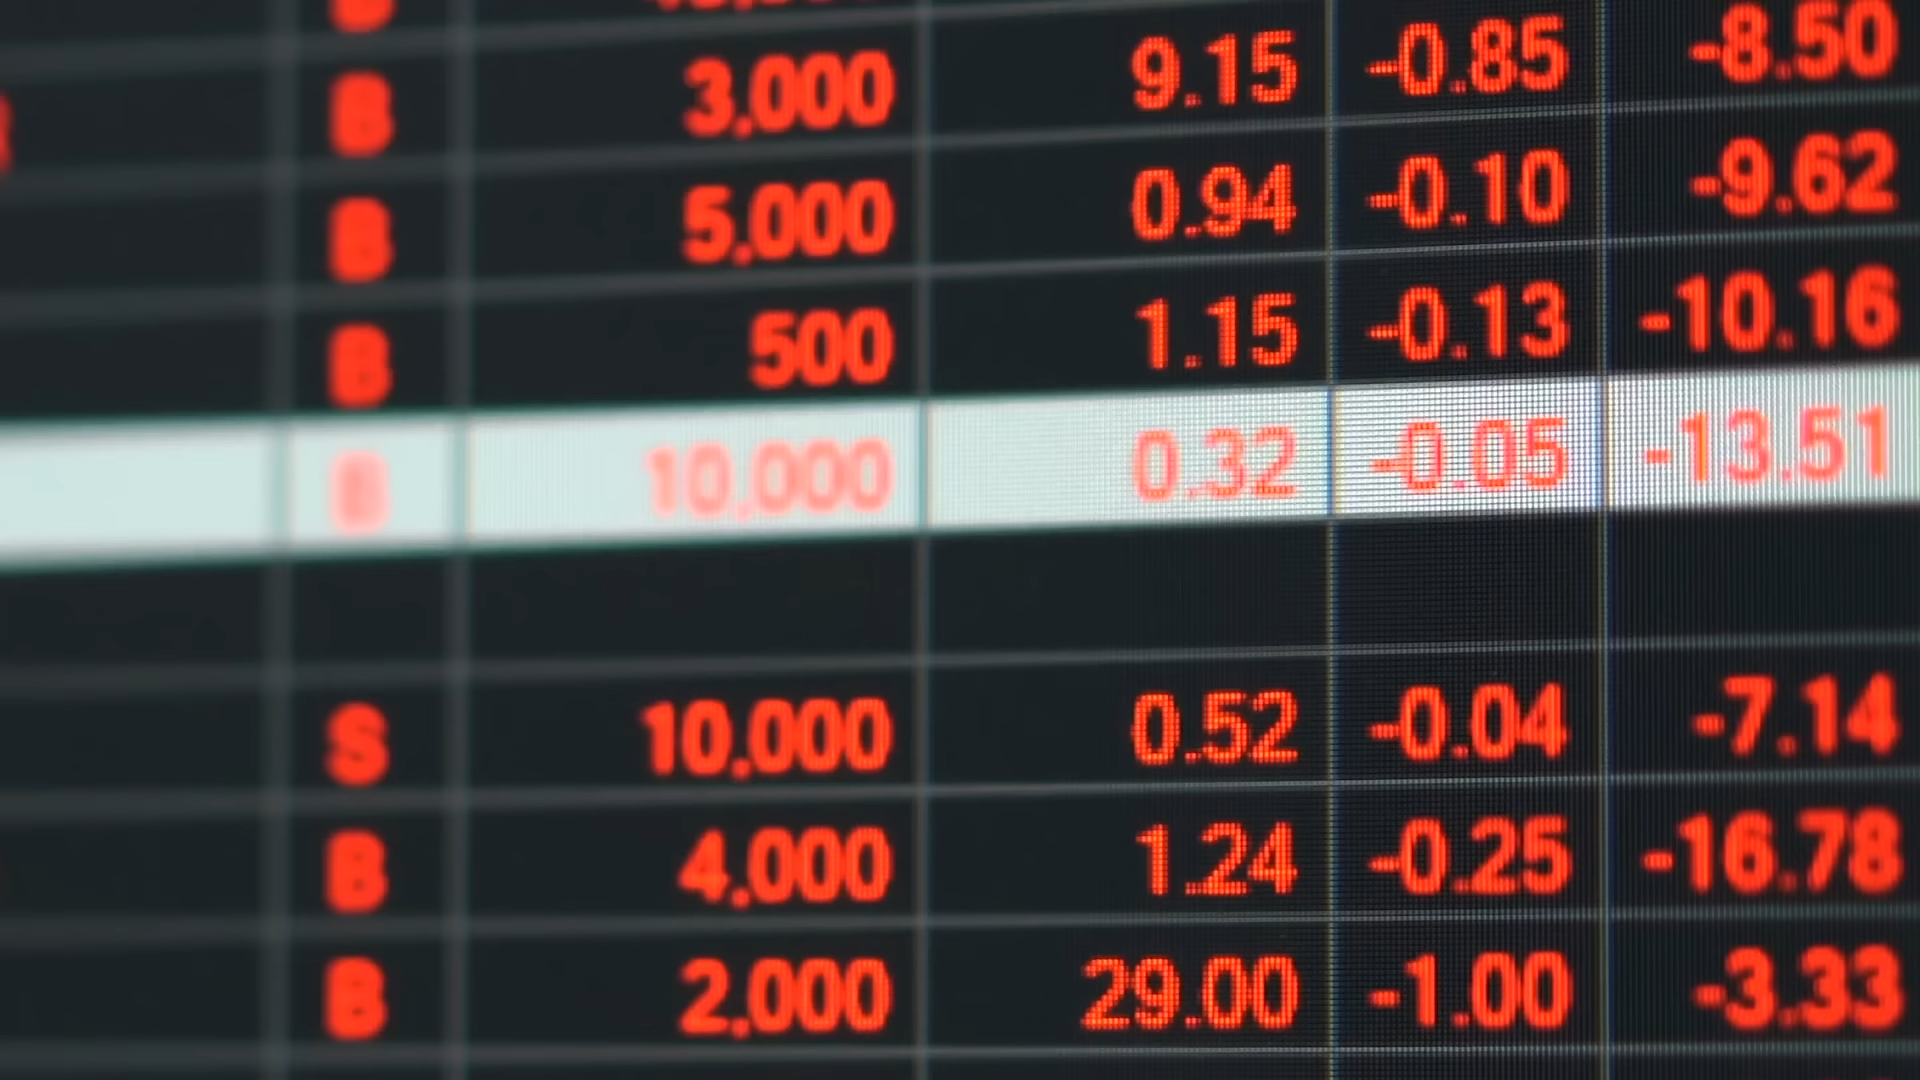 B 3,000 9.15 -0.85 -8.50
B 5,000 0.94 -0.10 -9.62
B 500 1.15 -0.13 -10.16
B 10,000 0.32 -0.05 -13.51
S 10,000 0.52 -0.04 -7.14
B 4,000 1.24 -0.25 -16.78
B 2,000 29.00 -1.00 -3.33